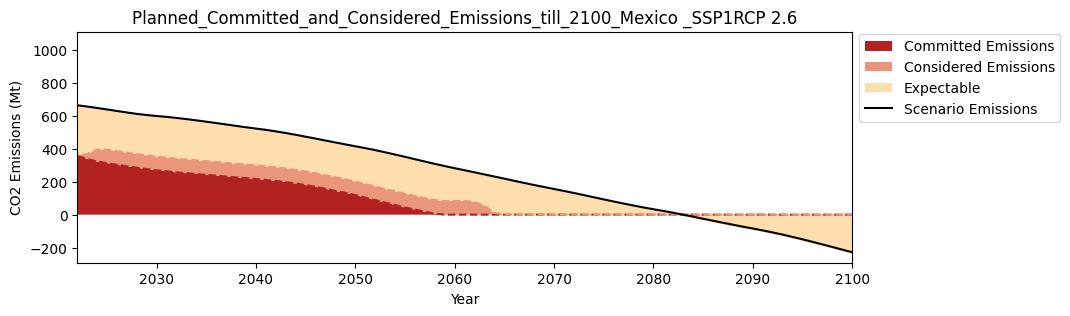 Planned_Committed_and_Considered_Emissions_till_2100_Mexico _SSP1RCP 2.6
1000
800
600
400
200
0
−200
CO2 Emissions (Mt)
2030 2040 2050 2060 2070 2080 2090 2100
Year
Committed Emissions
Considered Emissions
Expectable
Scenario Emissions